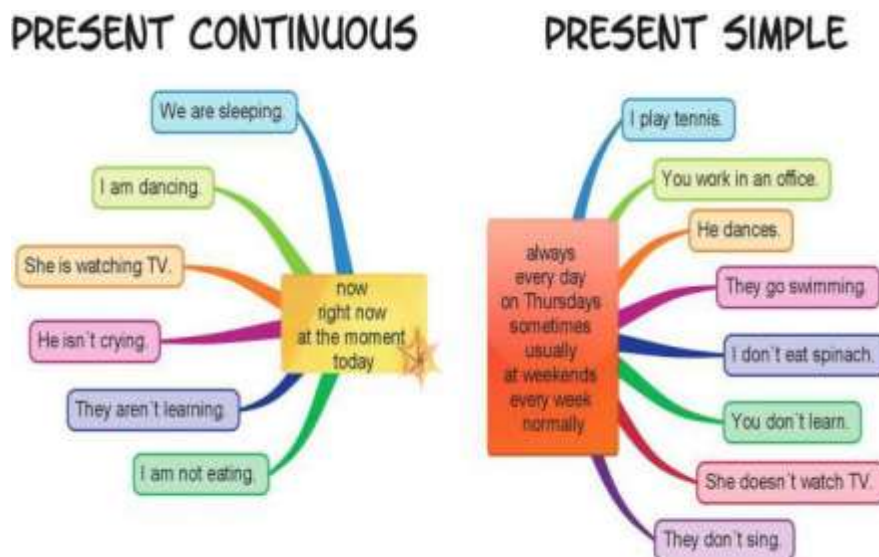 PRESENT CONTINUOUS
We are sleeping.
I am dancing.
She is watching TV.
He isn´t crying.
They aren´t learning.
I am not eating.
now
right now
at the moment
today
PRESENT SIMPLE
I play tennis.
You work in an office.
He dances.
They go swimming.
I don´t eat spinach.
You don´t learn.
She doesn´t watch TV.
They don´t sing.
always
every day
on Thursdays
sometimes
usually
at weekends
every week
normally